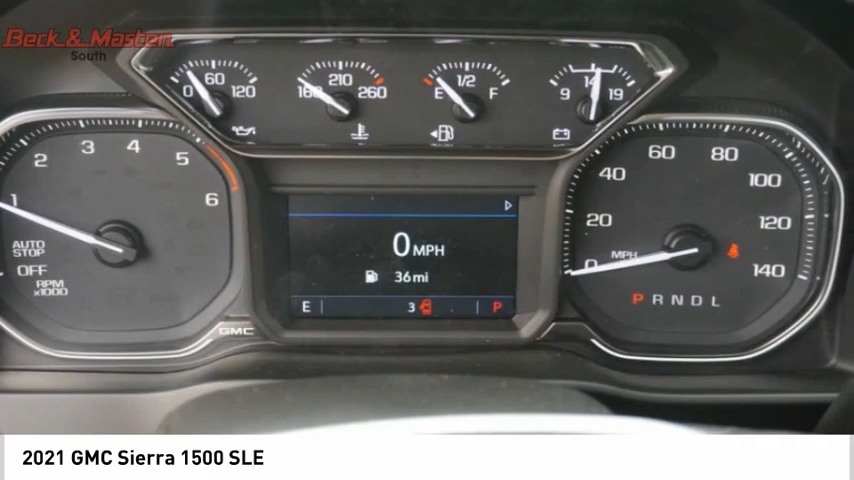 Beck & Masten
South
0 60 120
160 210 260
E 1/2 F
9 14 19
1 2 3 4 5 6
AUTO
STOP
OFF
RPM
x1000
GMC
0 MPH
36 mi
E 3 P
0 20 40 60 80 100 120 140
MPH
P R N D L
2021 GMC Sierra 1500 SLE